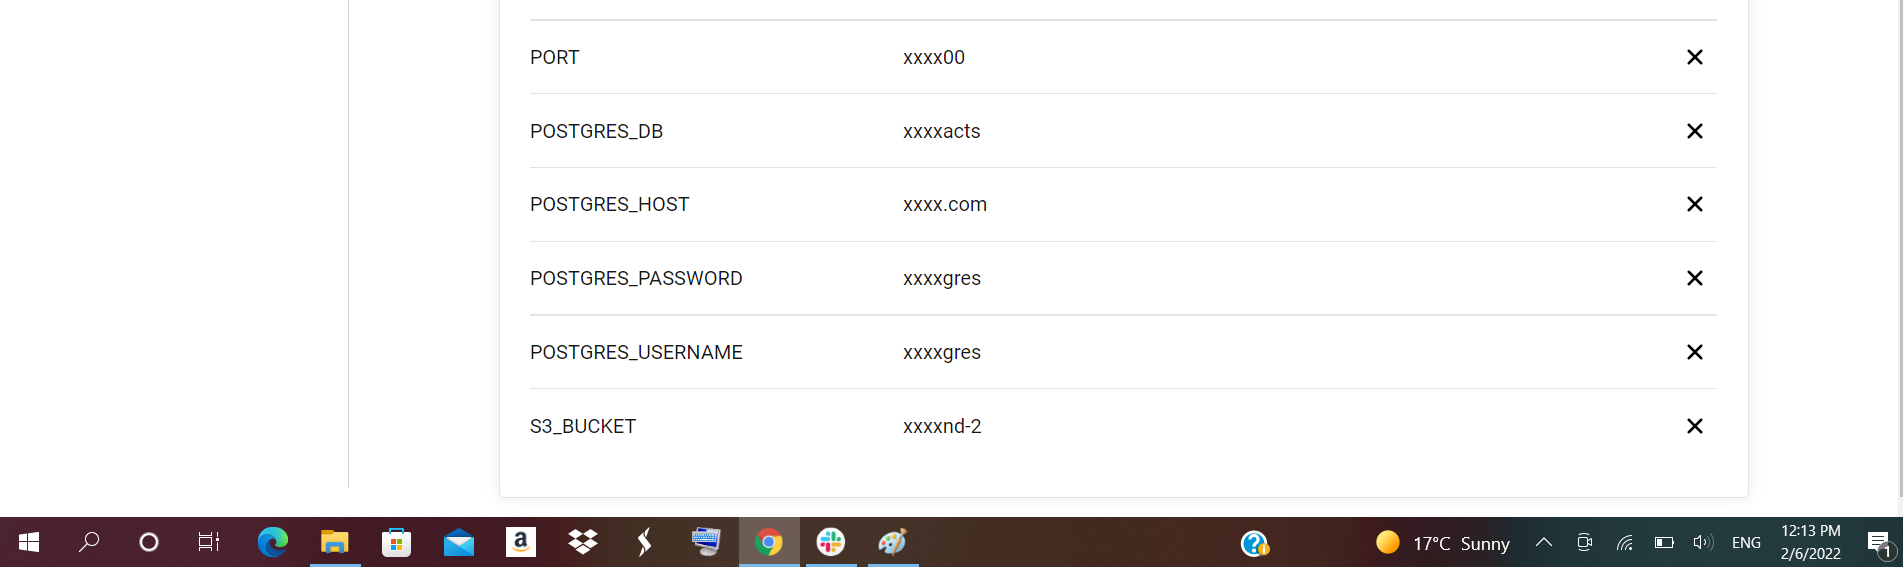 PORT xxxx00
POSTGRES_DB xxxxacts
POSTGRES_HOST xxxx.com
POSTGRES_PASSWORD xxxxgres
POSTGRES_USERNAME xxxxgres
S3_BUCKET xxxxnd-2
a
17°C Sunny
ENG
12:13 PM
2/6/2022
1